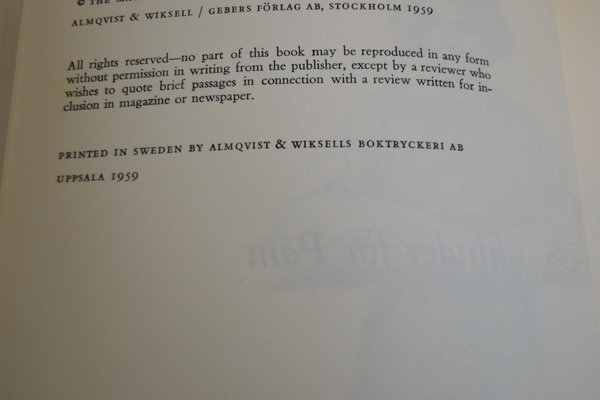 © THE
ALMQVIST & WIKSELL / GEBERS FÖRLAG AB, STOCKHOLM 1959
All rights reserved—no part of this book may be reproduced in any form
without permission in writing from the publisher, except by a reviewer who
wishes to quote brief passages in connection with a review written for in-
clusion in magazine or newspaper.
PRINTED IN SWEDEN BY ALMQVIST & WIKSELLS BOKTRYCKERI AB
UPPSALA 1959